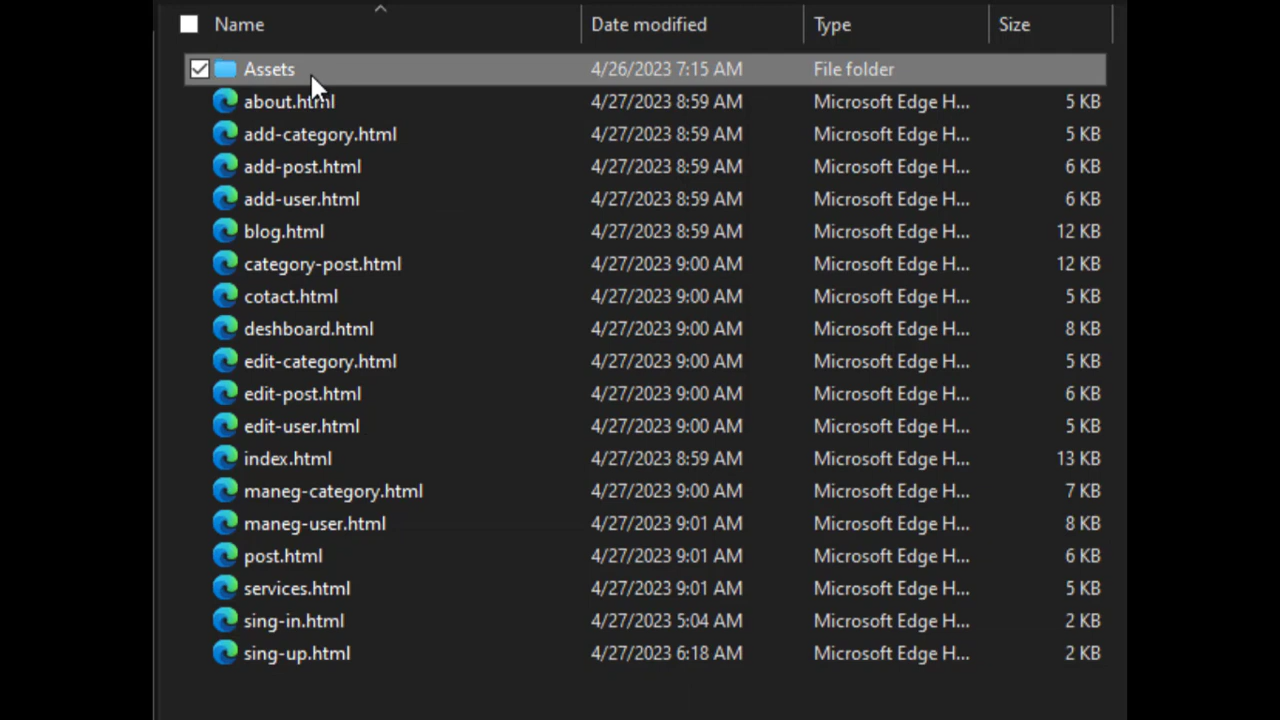 Name Date modified Type Size
Assets 4/26/2023 7:15 AM File folder
about.html 4/27/2023 8:59 AM Microsoft Edge H... 5 KB
add-category.html 4/27/2023 8:59 AM Microsoft Edge H... 5 KB
add-post.html 4/27/2023 8:59 AM Microsoft Edge H... 6 KB
add-user.html 4/27/2023 8:59 AM Microsoft Edge H... 6 KB
blog.html 4/27/2023 8:59 AM Microsoft Edge H... 12 KB
category-post.html 4/27/2023 9:00 AM Microsoft Edge H... 12 KB
cotact.html 4/27/2023 9:00 AM Microsoft Edge H... 5 KB
deshboard.html 4/27/2023 9:00 AM Microsoft Edge H... 8 KB
edit-category.html 4/27/2023 9:00 AM Microsoft Edge H... 5 KB
edit-post.html 4/27/2023 9:00 AM Microsoft Edge H... 6 KB
edit-user.html 4/27/2023 9:00 AM Microsoft Edge H... 5 KB
index.html 4/27/2023 8:59 AM Microsoft Edge H... 13 KB
maneg-category.html 4/27/2023 9:00 AM Microsoft Edge H... 7 KB
maneg-user.html 4/27/2023 9:01 AM Microsoft Edge H... 8 KB
post.html 4/27/2023 9:01 AM Microsoft Edge H... 6 KB
services.html 4/27/2023 9:01 AM Microsoft Edge H... 5 KB
sing-in.html 4/27/2023 5:04 AM Microsoft Edge H... 2 KB
sing-up.html 4/27/2023 6:18 AM Microsoft Edge H... 2 KB